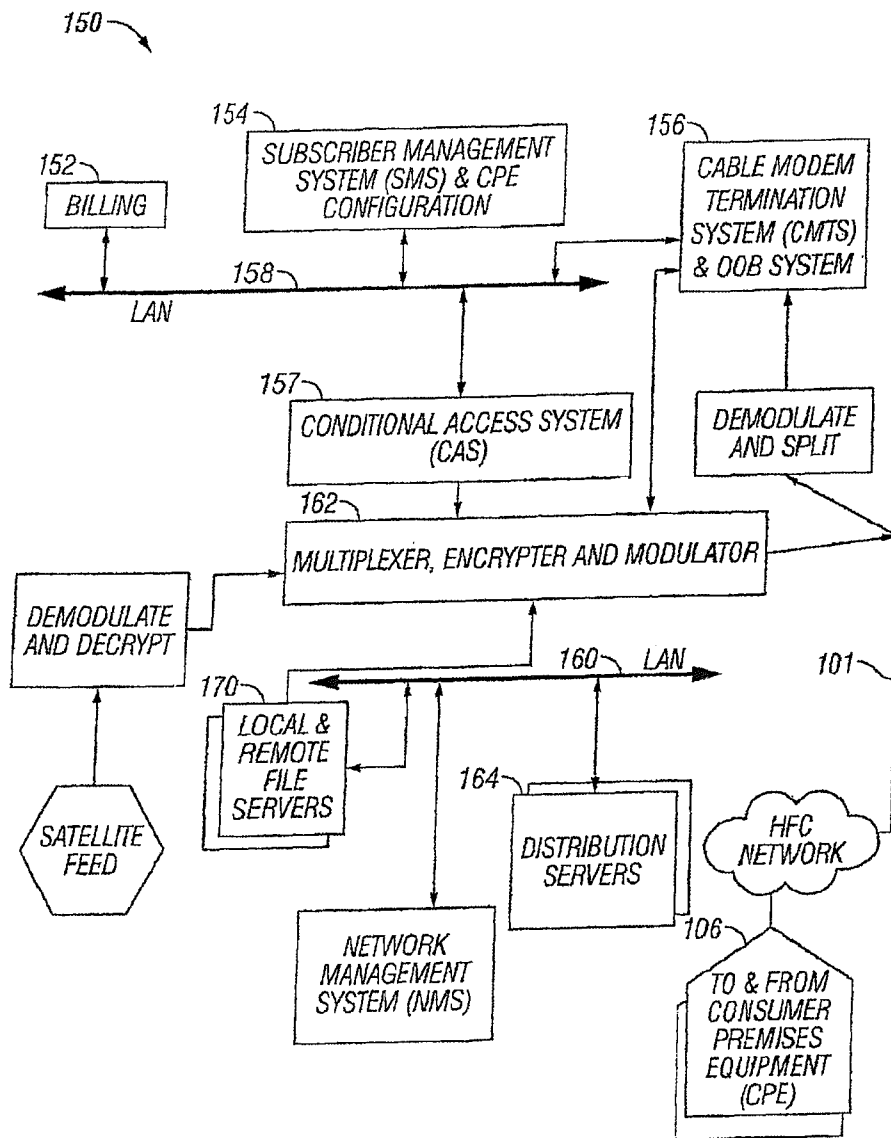 150
154
SUBSCRIBER MANAGEMENT
SYSTEM (SMS) & CPE
CONFIGURATION
156
CABLE MODEM
TERMINATION
SYSTEM (CMTS)
& OOB SYSTEM
152
BILLING
158
LAN
157
CONDITIONAL ACCESS SYSTEM
(CAS)
DEMODULATE
AND SPLIT
162
MULTIPLEXER, ENCRYPTER AND MODULATOR
DEMODULATE
AND DECRYPT
160
LAN
101
170
LOCAL &
REMOTE
FILE
SERVERS
164
DISTRIBUTION
SERVERS
SATELLITE
FEED
HFC
NETWORK
NETWORK
MANAGEMENT
SYSTEM (NMS)
106
TO & FROM
CONSUMER
PREMISES
EQUIPMENT
(CPE)